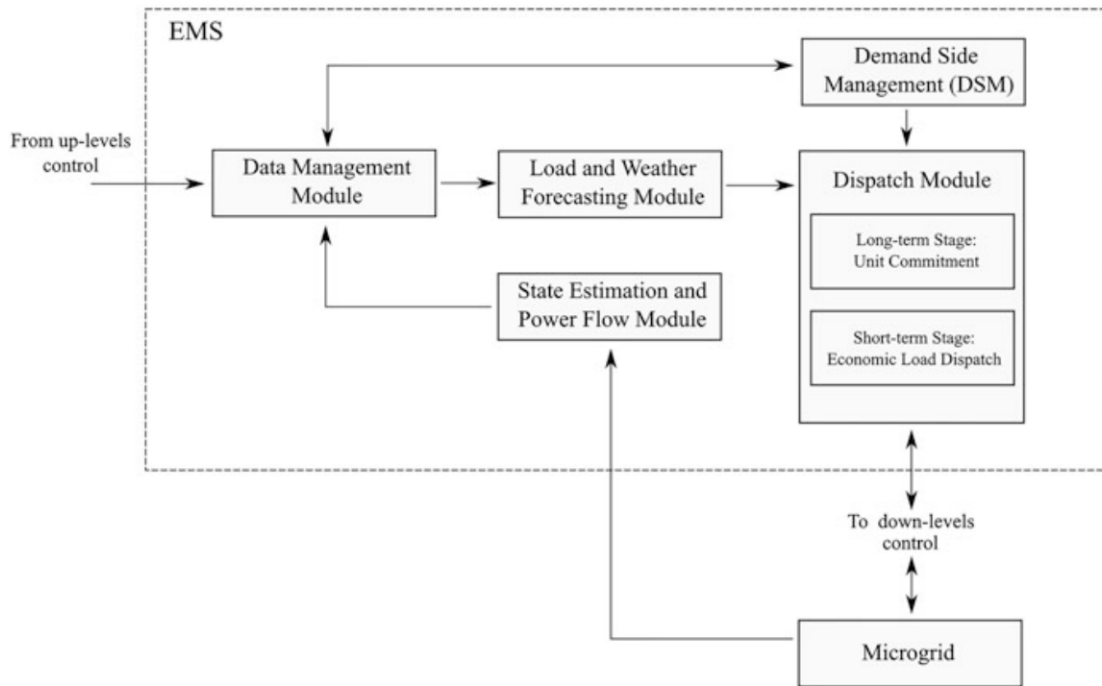 EMS
Demand Side
Management (DSM)
From up-levels
control
Data Management
Module
Load and Weather
Forecasting Module
Dispatch Module
Long-term Stage:
Unit Commitment
State Estimation and
Power Flow Module
Short-term Stage:
Economic Load Dispatch
To down-levels
control
Microgrid